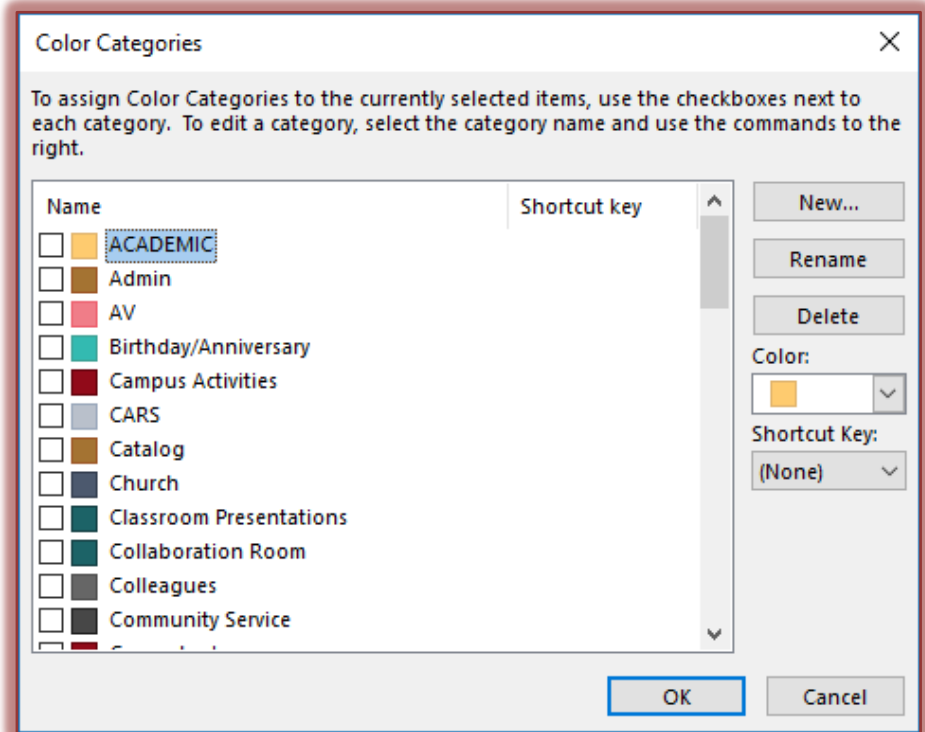 Color Categories
To assign Color Categories to the currently selected items, use the checkboxes next to
each category. To edit a category, select the category name and use the commands to the
right.
Name Shortcut key
ACADEMIC
Admin
AV
Birthday/Anniversary
Campus Activities
CARS
Catalog
Church
Classroom Presentations
Collaboration Room
Colleagues
Community Service
New...
Rename
Delete
Color:
Shortcut Key:
(None)
OK Cancel